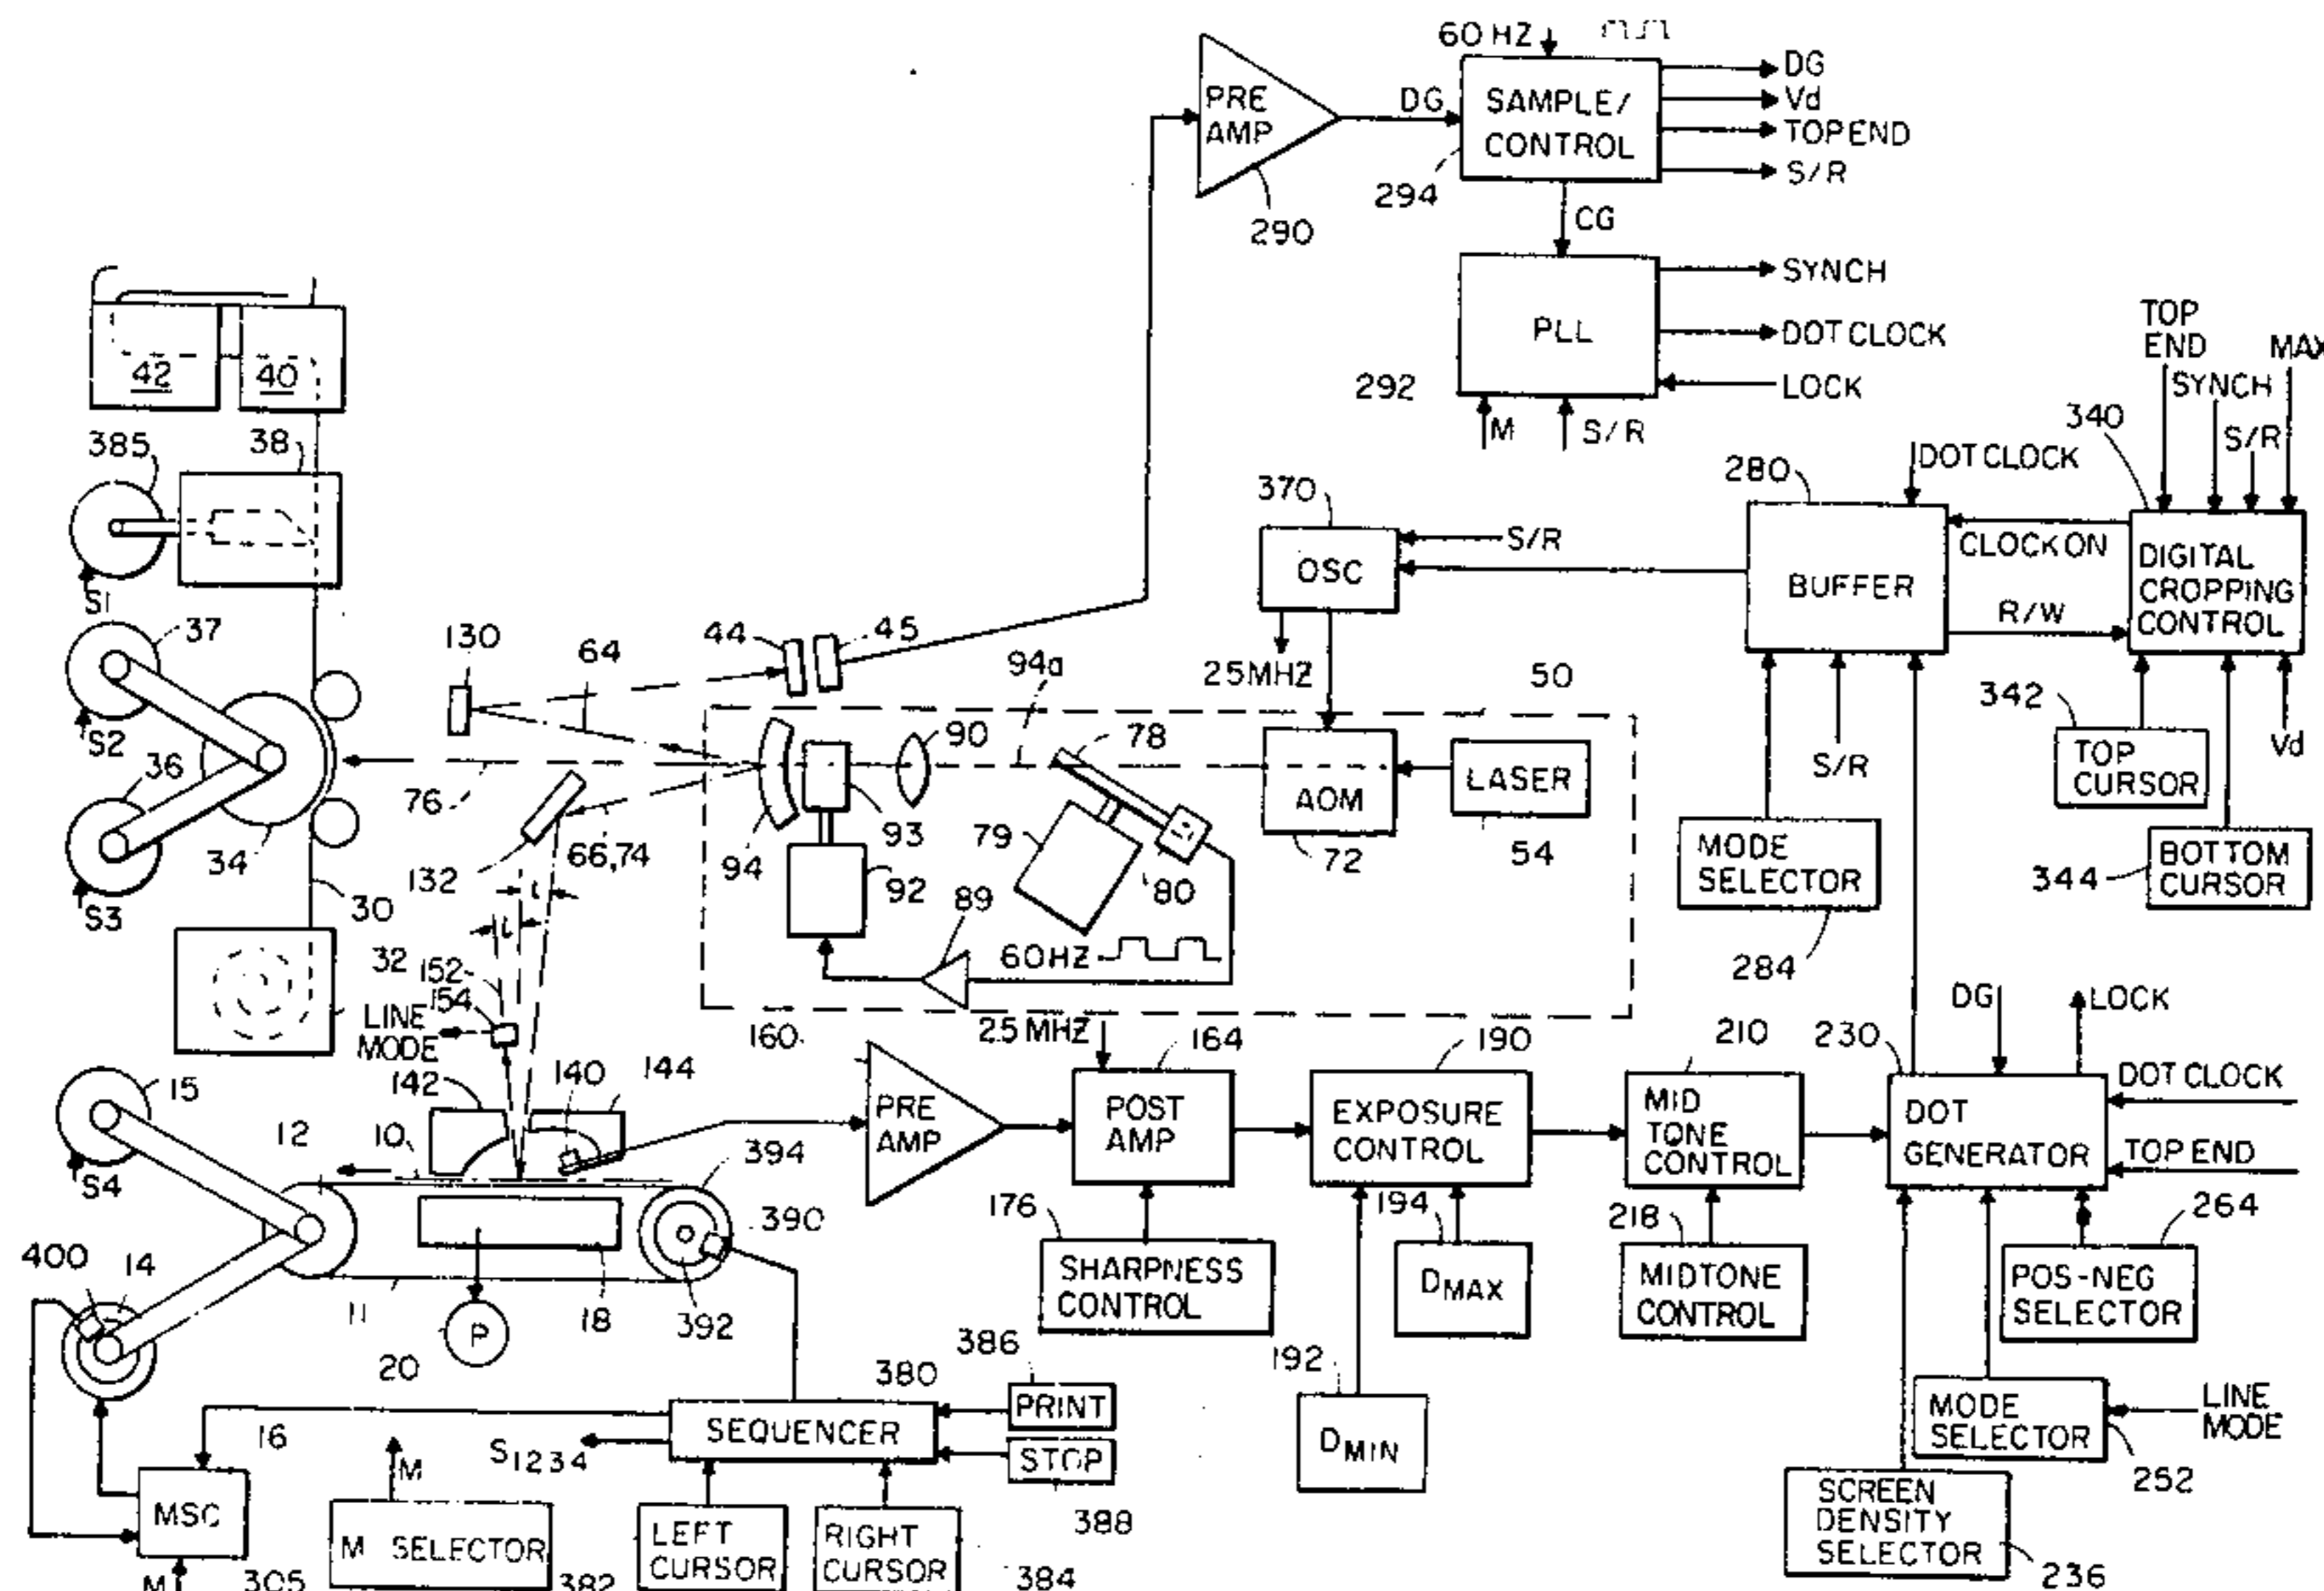 60 HZ
DG
PRE
AMP
DG
SAMPLE/
CONTROL
Vd
TOP END
S/R
294
290
CG
SYNCH
PLL
DOT CLOCK
292
LOCK
M
S/R
TOP
END
MAX
SYNCH
340
S/R
42
40
385
38
S1
280
DOT CLOCK
370
OSC
S/R
BUFFER
CLOCK ON
DIGITAL
CROPPING
CONTROL
R/W
37
130
64
44
45
94a
25 MHZ
50
342
S2
36
90
78
TOP
CURSOR
Vd
S/R
76
AOM
LASER
34
94
93
79
72
54
MODE
SELECTOR
344
BOTTOM
CURSOR
132
66,74
92
80
S3
30
89
t
t
60HZ
284
32
152
154
LINE
MODE
25 MHZ
DG
LOCK
160
164
190
210
230
15
142
140
144
DOT CLOCK
PRE
AMP
POST
AMP
EXPOSURE
CONTROL
MID
TONE
CONTROL
DOT
GENERATOR
12
10
394
TOP END
S4
176
194
218
264
390
400
14
SHARPNESS
CONTROL
DMAX
MIDTONE
CONTROL
POS-NEG
SELECTOR
11
18
392
P
20
386
192
380
PRINT
16
SEQUENCER
STOP
S1234
DMIN
MODE
SELECTOR
LINE
MODE
M
252
388
MSC
M SELECTOR
LEFT
CURSOR
RIGHT
CURSOR
SCREEN
DENSITY
SELECTOR
M
305
382
384
236